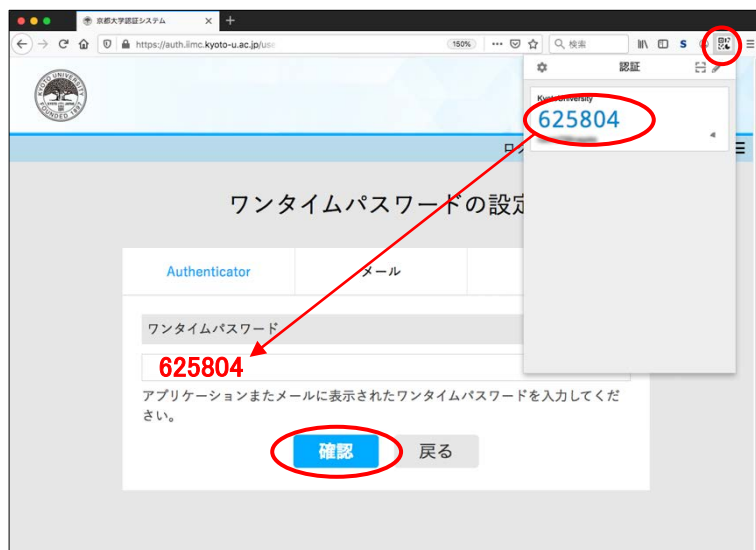 京都大学認証システム
https://auth.iimc.kyoto-u.ac.jp/use
150%
検索
認証
Kyoto University
625804
ワンタイムパスワードの設定
Authenticator
メール
ワンタイムパスワード
625804
アプリケーションまたメールに表示されたワンタイムパスワードを入力してくだ
さい。
確認
戻る